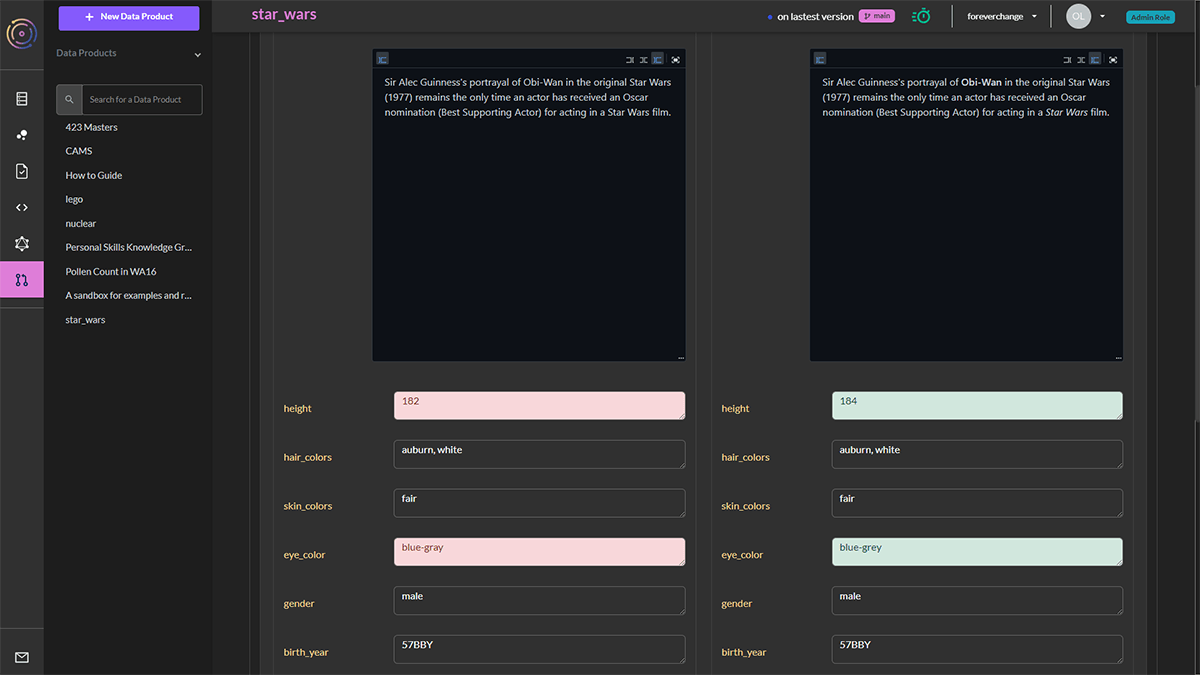 New Data Product
star_wars
on lastest version
main
foreverchange
OL
Admin Role
Data Products
Search for a Data Product
423 Masters
CAMS
How to Guide
lego
nuclear
Personal Skills Knowledge Gr...
Pollen Count in WA16
A sandbox for examples and r...
star_wars
Sir Alec Guinness's portrayal of Obi-Wan in the original Star Wars
(1977) remains the only time an actor has received an Oscar
nomination (Best Supporting Actor) for acting in a Star Wars film.
height
182
hair_colors
auburn, white
skin_colors
fair
eye_color
blue-gray
gender
male
birth_year
57BBY
Sir Alec Guinness's portrayal of Obi-Wan in the original Star Wars
(1977) remains the only time an actor has received an Oscar
nomination (Best Supporting Actor) for acting in a Star Wars film.
height
184
hair_colors
auburn, white
skin_colors
fair
eye_color
blue-grey
gender
male
birth_year
57BBY